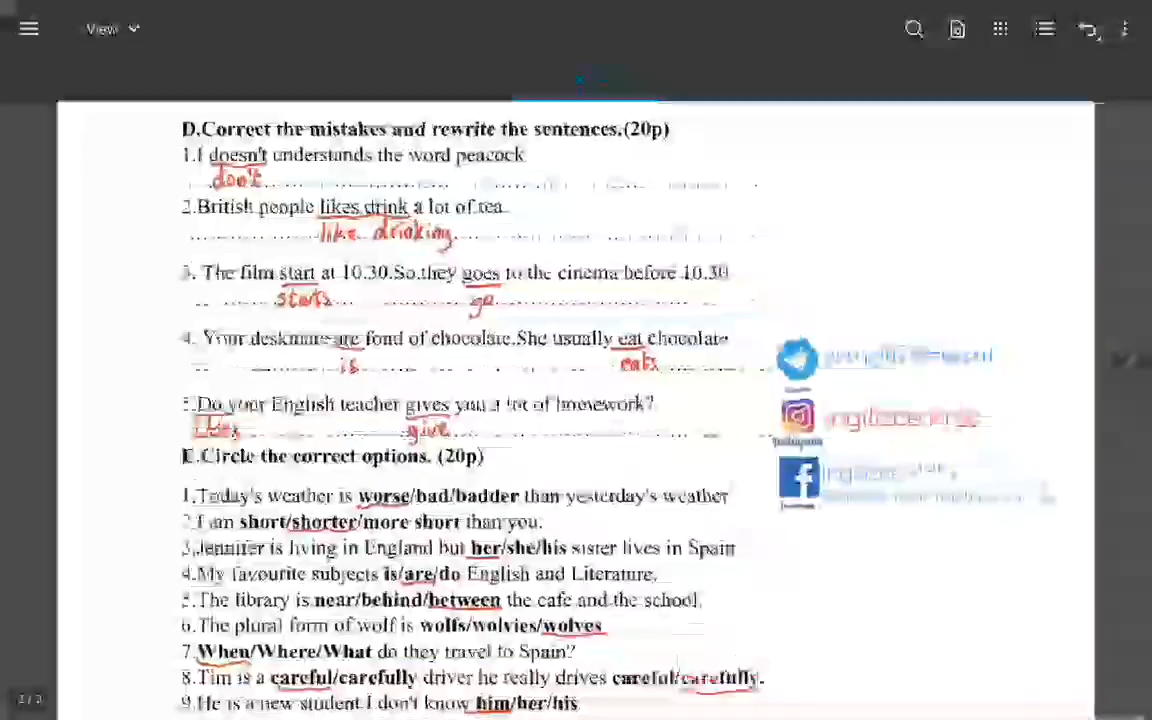 View
D.Correct the mistakes and rewrite the sentences.(20p)
1.I doesn't understands the word peacock
don't
2.British people likes drink a lot of tea.
like drinking
3. The film start at 10.30.So.they goes to the cinema before 10.30
starts go
4. Your deskmate are fond of chocolate.She usually eat chocolate
is eats
5.Do your English teacher gives you a lot of homework?
give
E.Circle the correct options. (20p)
1.Today's weather is worse/bad/badder than yesterday's weather
2.I am short/shorter/more short than you.
3.Jennifer is living in England but her/she/his sister lives in Spain
4.My favourite subjects is/are/do English and Literature.
5.The library is near/behind/between the cafe and the school.
6.The plural form of wolf is wolfs/wolvies/wolves
7.When/Where/What do they travel to Spain?
8.Tim is a careful/carefully driver he really drives careful/carefully.
9.He is a new student.I don't know him/her/his